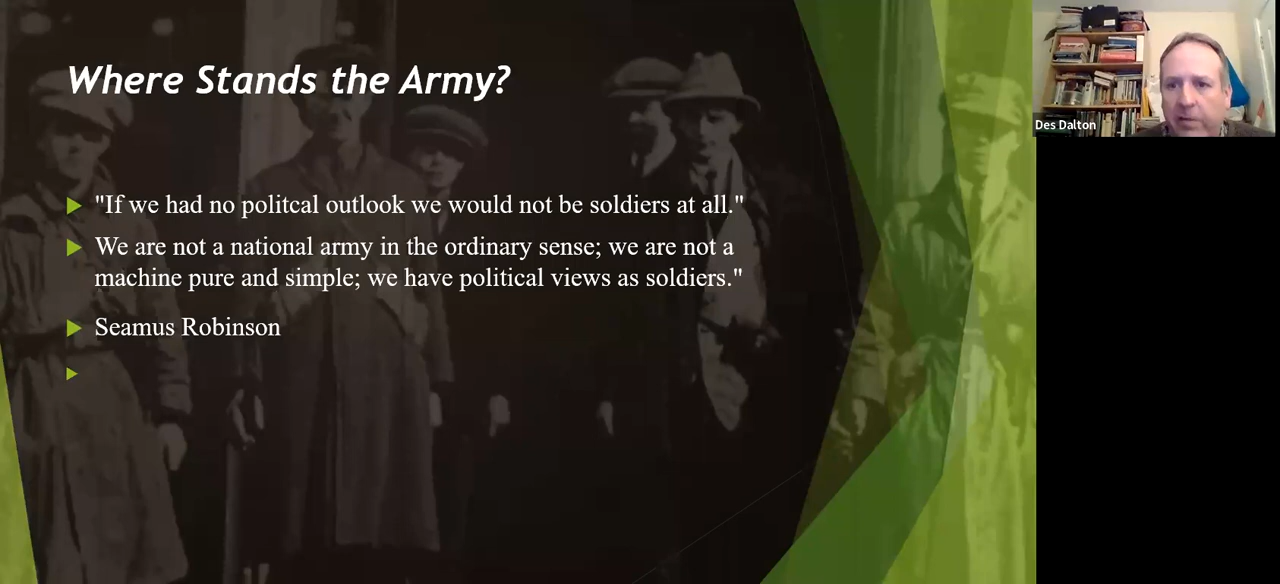 Where Stands the Army?
Des Dalton
"If we had no politcal outlook we would not be soldiers at all."
We are not a national army in the ordinary sense; we are not a
machine pure and simple; we have political views as soldiers."
Seamus Robinson